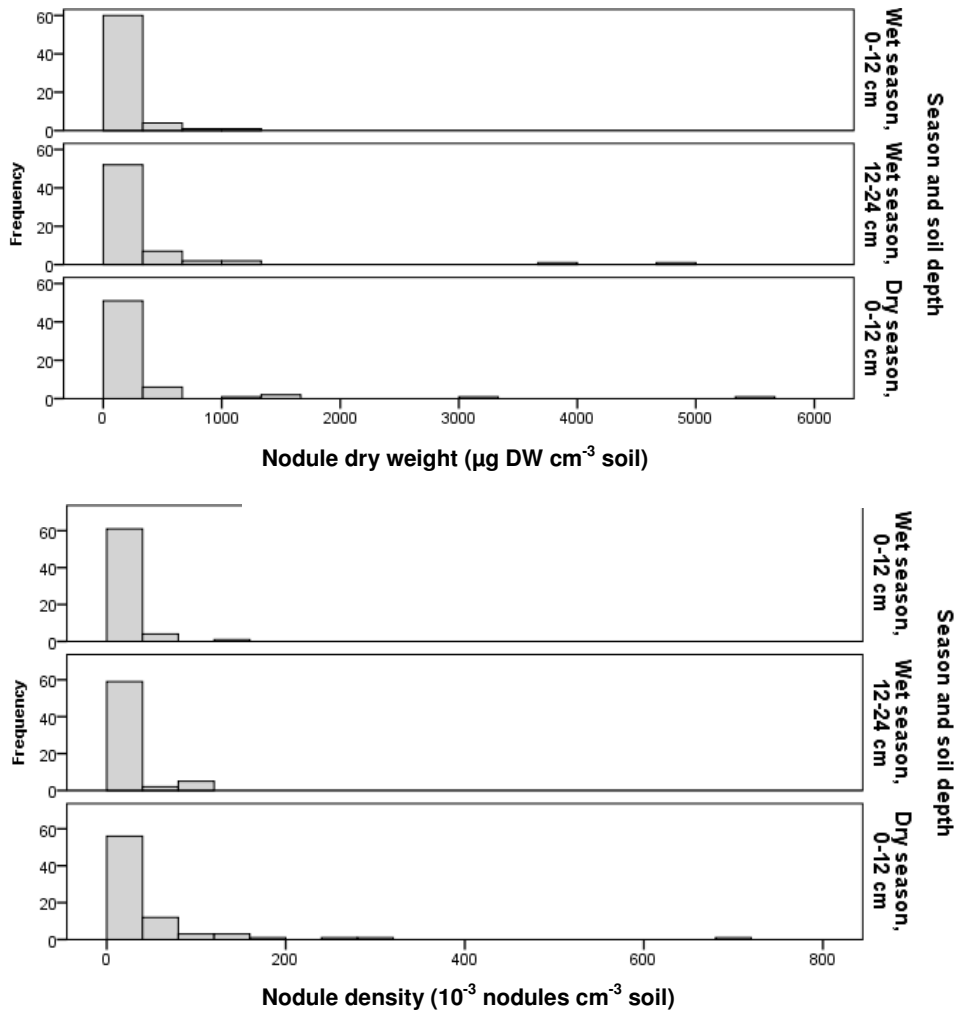 60
40
20
0
Wet season,
0-12 cm
60
40
20
0
Wet season,
12-24 cm
60
40
20
0
Dry season,
0-12 cm
Frequency
Season and soil depth
0 1000 2000 3000 4000 5000 6000
Nodule dry weight (µg DW cm⁻³ soil)
60
40
20
0
Wet season,
0-12 cm
60
40
20
0
Wet season,
12-24 cm
60
40
20
0
Dry season,
0-12 cm
Frequency
Season and soil depth
0 200 400 600 800
Nodule density (10⁻³ nodules cm⁻³ soil)